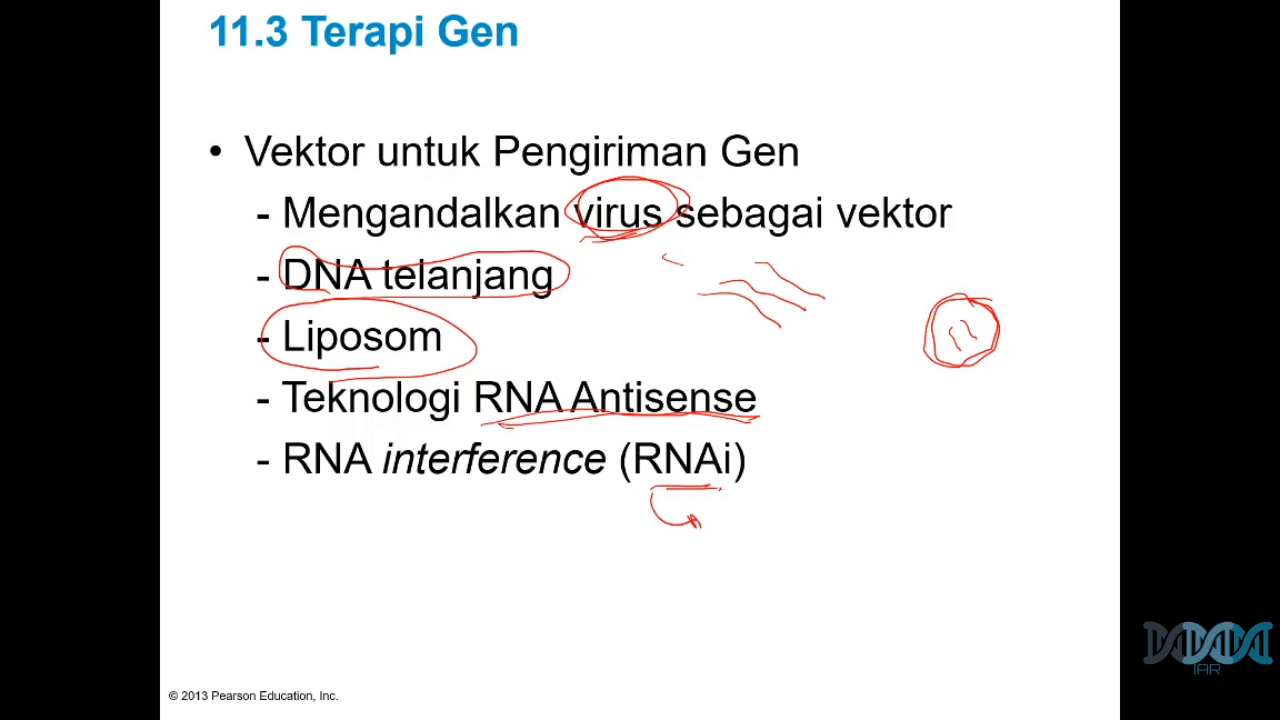 11.3 Terapi Gen
• Vektor untuk Pengiriman Gen
- Mengandalkan virus sebagai vektor
- DNA telanjang
- Liposom
- Teknologi RNA Antisense
- RNA interference (RNAi)
© 2013 Pearson Education, Inc.
IAR